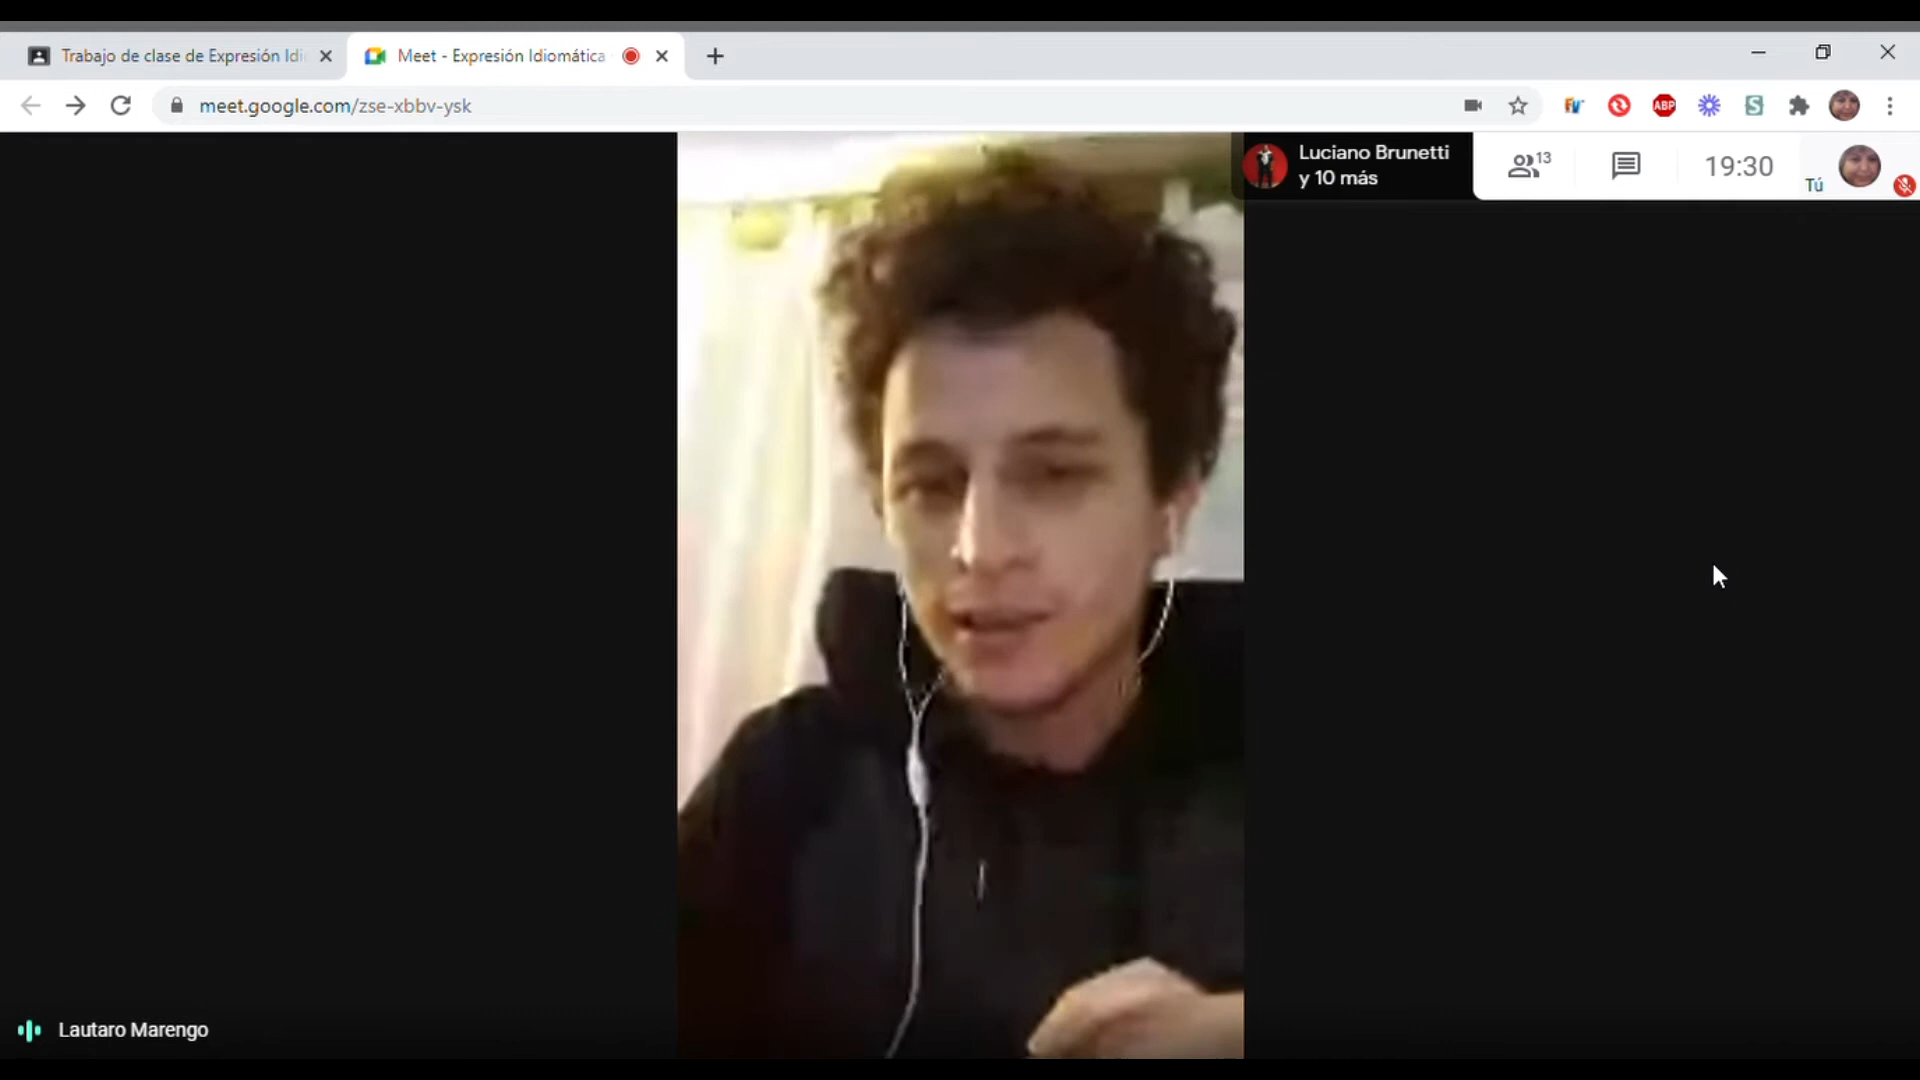 Trabajo de clase de Expresión Idi
Meet - Expresión Idiomática
meet.google.com/zse-xbbv-ysk
ABP
S
Luciano Brunetti
y 10 más
13
19:30
Tú
Lautaro Marengo